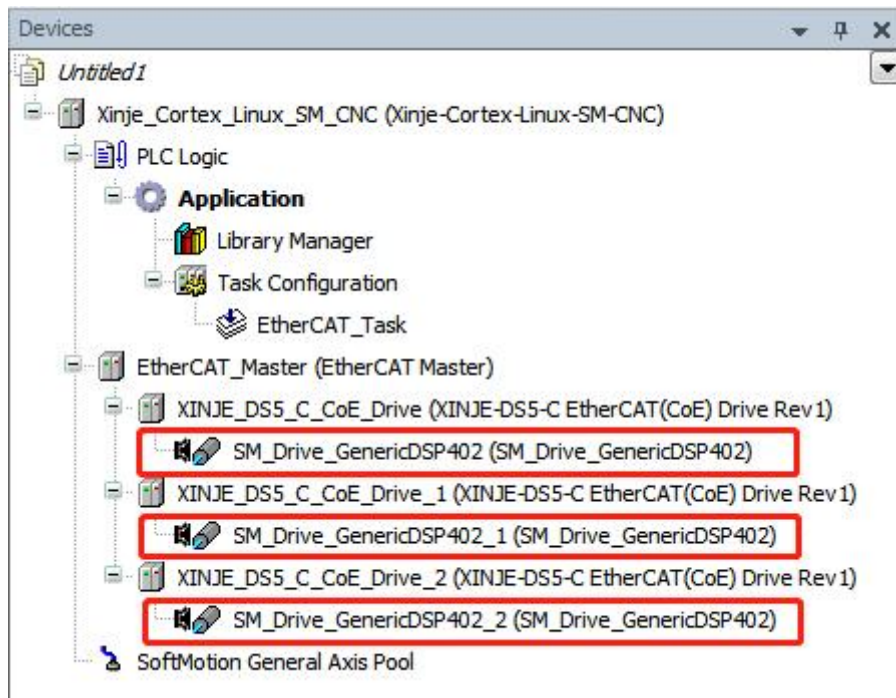 Devices
Untitled1
Xinje_Cortex_Linux_SM_CNC (Xinje-Cortex-Linux-SM-CNC)
PLC Logic
Application
Library Manager
Task Configuration
EtherCAT_Task
EtherCAT_Master (EtherCAT Master)
XINJE_DS5_C_CoE_Drive (XINJE-DS5-C EtherCAT(CoE) Drive Rev1)
SM_Drive_GenericDSP402 (SM_Drive_GenericDSP402)
XINJE_DS5_C_CoE_Drive_1 (XINJE-DS5-C EtherCAT(CoE) Drive Rev1)
SM_Drive_GenericDSP402_1 (SM_Drive_GenericDSP402)
XINJE_DS5_C_CoE_Drive_2 (XINJE-DS5-C EtherCAT(CoE) Drive Rev1)
SM_Drive_GenericDSP402_2 (SM_Drive_GenericDSP402)
SoftMotion General Axis Pool